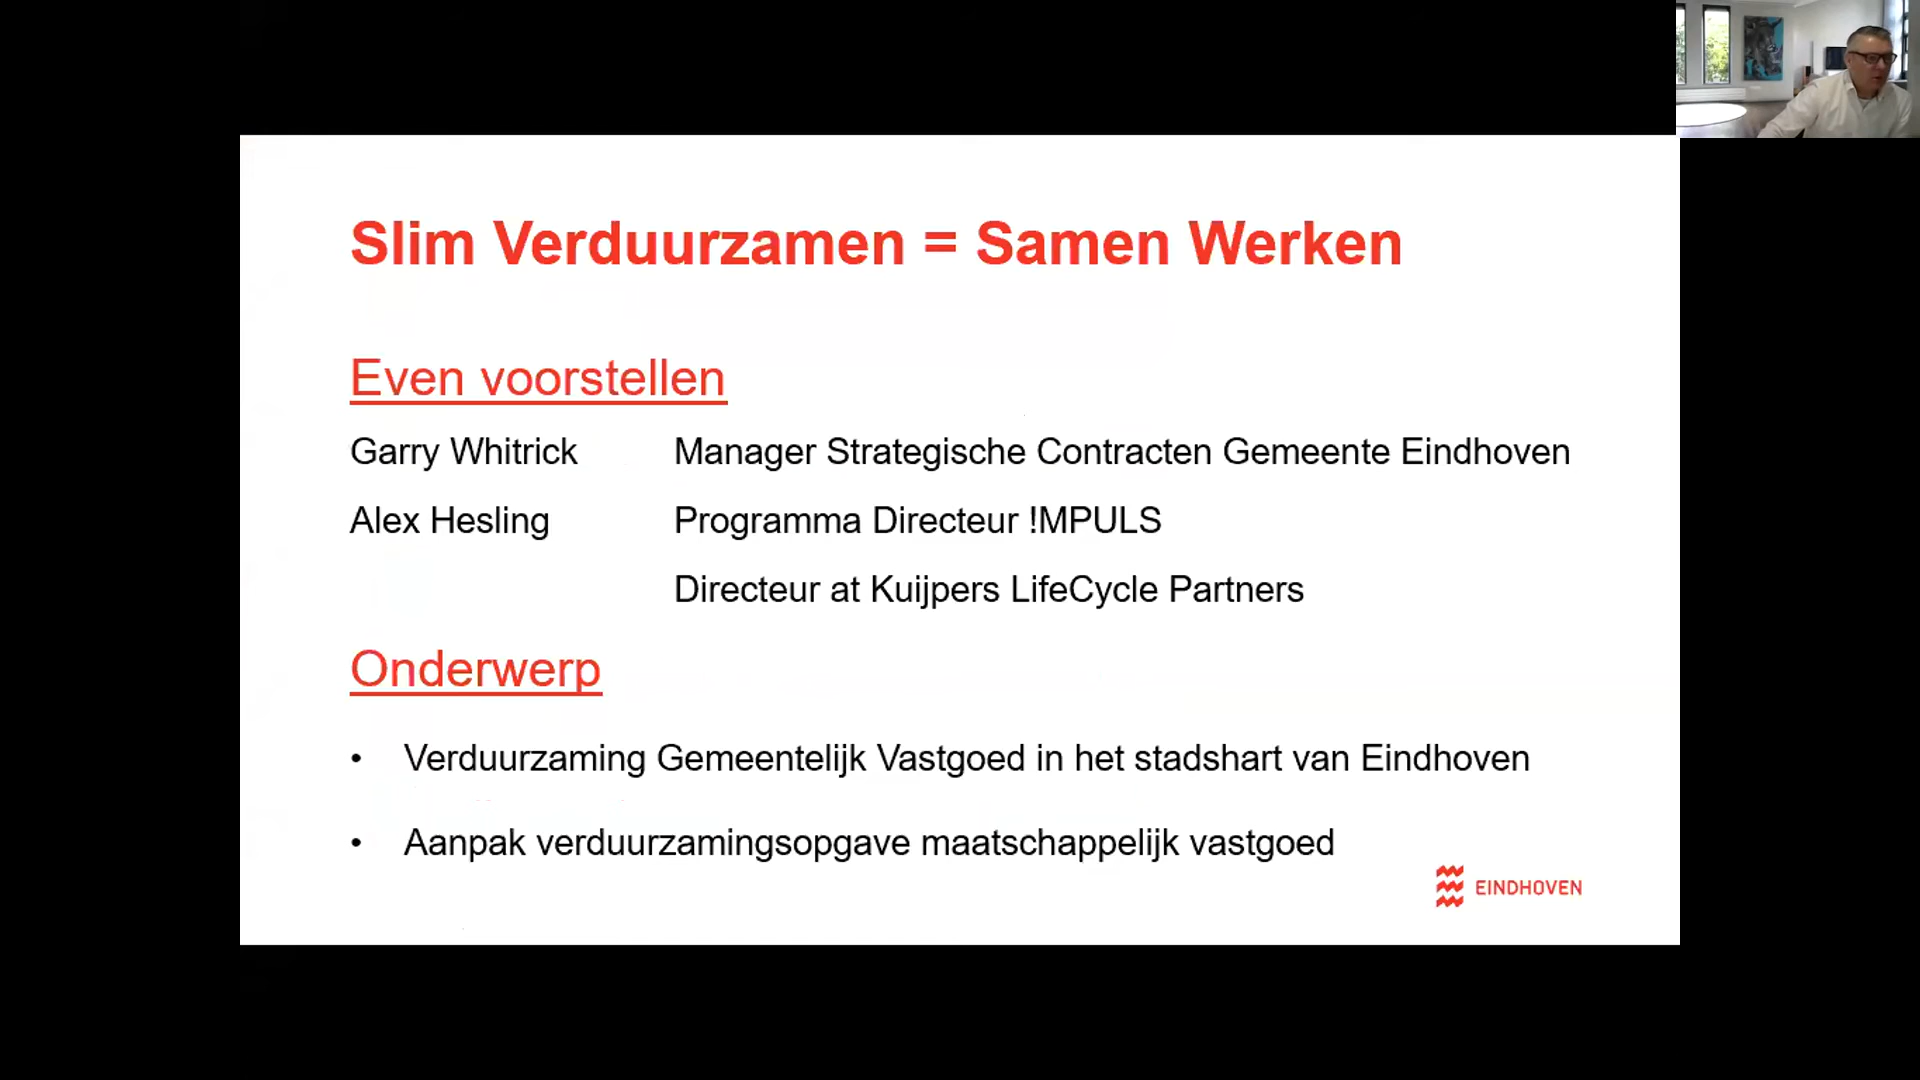 Slim Verduurzamen = Samen Werken
Even voorstellen
Garry Whitrick Manager Strategische Contracten Gemeente Eindhoven
Alex Hesling Programma Directeur !MPULS
Directeur at Kuijpers LifeCycle Partners
Onderwerp
• Verduurzaming Gemeentelijk Vastgoed in het stadshart van Eindhoven
• Aanpak verduurzamingsopgave maatschappelijk vastgoed
EINDHOVEN